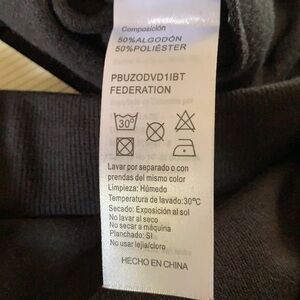 Composición
50%ALGODÓN
50%POLIÉSTER
PBUZODVD1IBT
FEDERATION
30°
Lavar por separado o con
prendas del mismo color
Limpieza: Húmedo
Temperatura de lavado:30°C
Secado: Exposición al sol
No lavar al seco
No secar a máquina
Planchado: SI
No usar lejía/cloro
HECHO EN CHINA